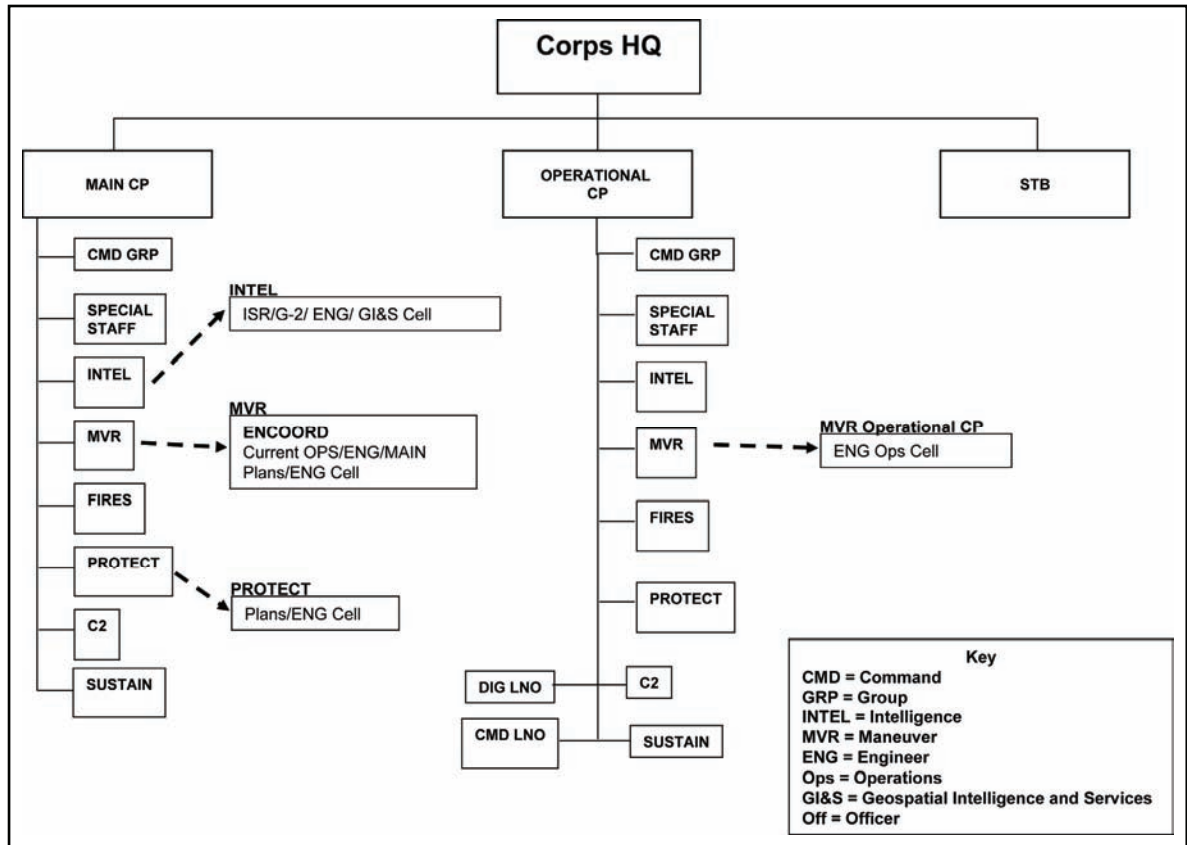 Corps HQ
MAIN CP
OPERATIONAL
CP
STB
CMD GRP
SPECIAL
STAFF
INTEL
MVR
FIRES
PROTECT
C2
SUSTAIN
INTEL
ISR/G-2/ ENG/ GI&S Cell
MVR
ENCOORD
Current OPS/ENG/MAIN
Plans/ENG Cell
PROTECT
Plans/ENG Cell
CMD GRP
SPECIAL
STAFF
INTEL
MVR
FIRES
PROTECT
DIG LNO
C2
CMD LNO
SUSTAIN
MVR Operational CP
ENG Ops Cell
Key
CMD = Command
GRP = Group
INTEL = Intelligence
MVR = Maneuver
ENG = Engineer
Ops = Operations
GI&S = Geospatial Intelligence and Services
Off = Officer